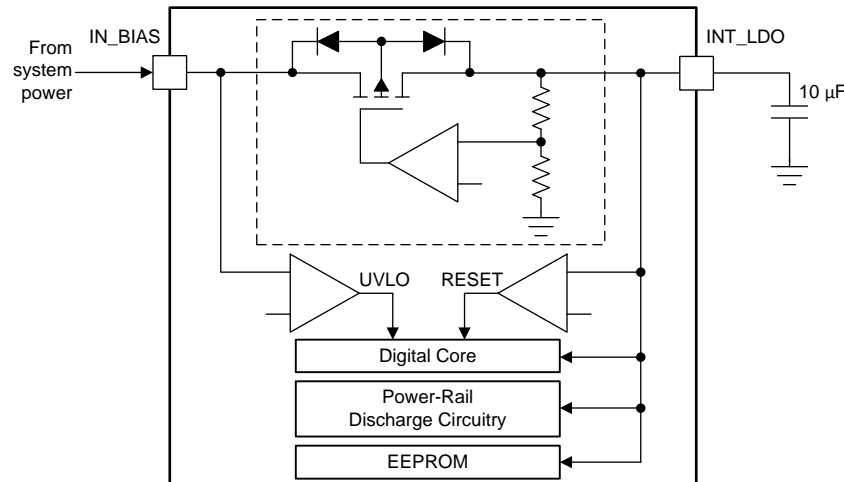 IN_BIAS
INT_LDO
From
system
power
10 µF
UVLO
RESET
Digital Core
Power-Rail
Discharge Circuitry
EEPROM